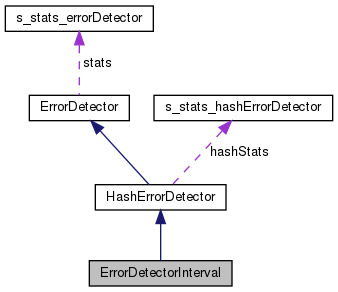 s_stats_errorDetector
stats
ErrorDetector
s_stats_hashErrorDetector
hashStats
HashErrorDetector
ErrorDetectorInterval